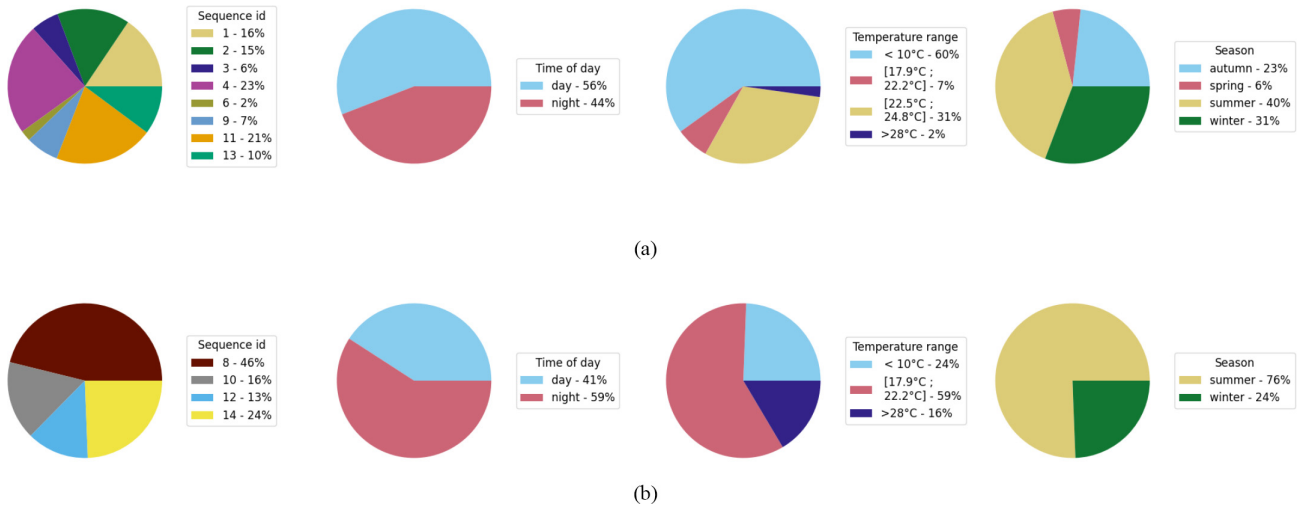 Sequence id
1 - 16%
2 - 15%
3 - 6%
4 - 23%
6 - 2%
9 - 7%
11 - 21%
13 - 10%
Time of day
day - 56%
night - 44%
Temperature range
< 10°C - 60%
[17.9°C ;
22.2°C] - 7%
[22.5°C ;
24.8°C] - 31%
>28°C - 2%
Season
autumn - 23%
spring - 6%
summer - 40%
winter - 31%
(a)
Sequence id
8 - 46%
10 - 16%
12 - 13%
14 - 24%
Time of day
day - 41%
night - 59%
Temperature range
< 10°C - 24%
[17.9°C ;
22.2°C] - 59%
>28°C - 16%
Season
summer - 76%
winter - 24%
(b)